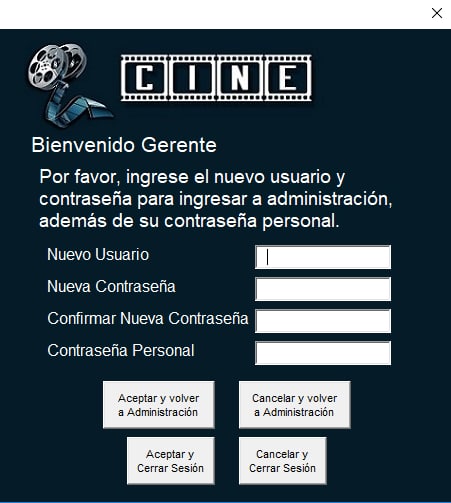 CINE
Bienvenido Gerente
Por favor, ingrese el nuevo usuario y
contraseña para ingresar a administración,
además de su contraseña personal.
Nuevo Usuario
Nueva Contraseña
Confirmar Nueva Contraseña
Contraseña Personal
Aceptar y volver
a Administración
Cancelar y volver
a Administración
Aceptar y
Cerrar Sesión
Cancelar y
Cerrar Sesión